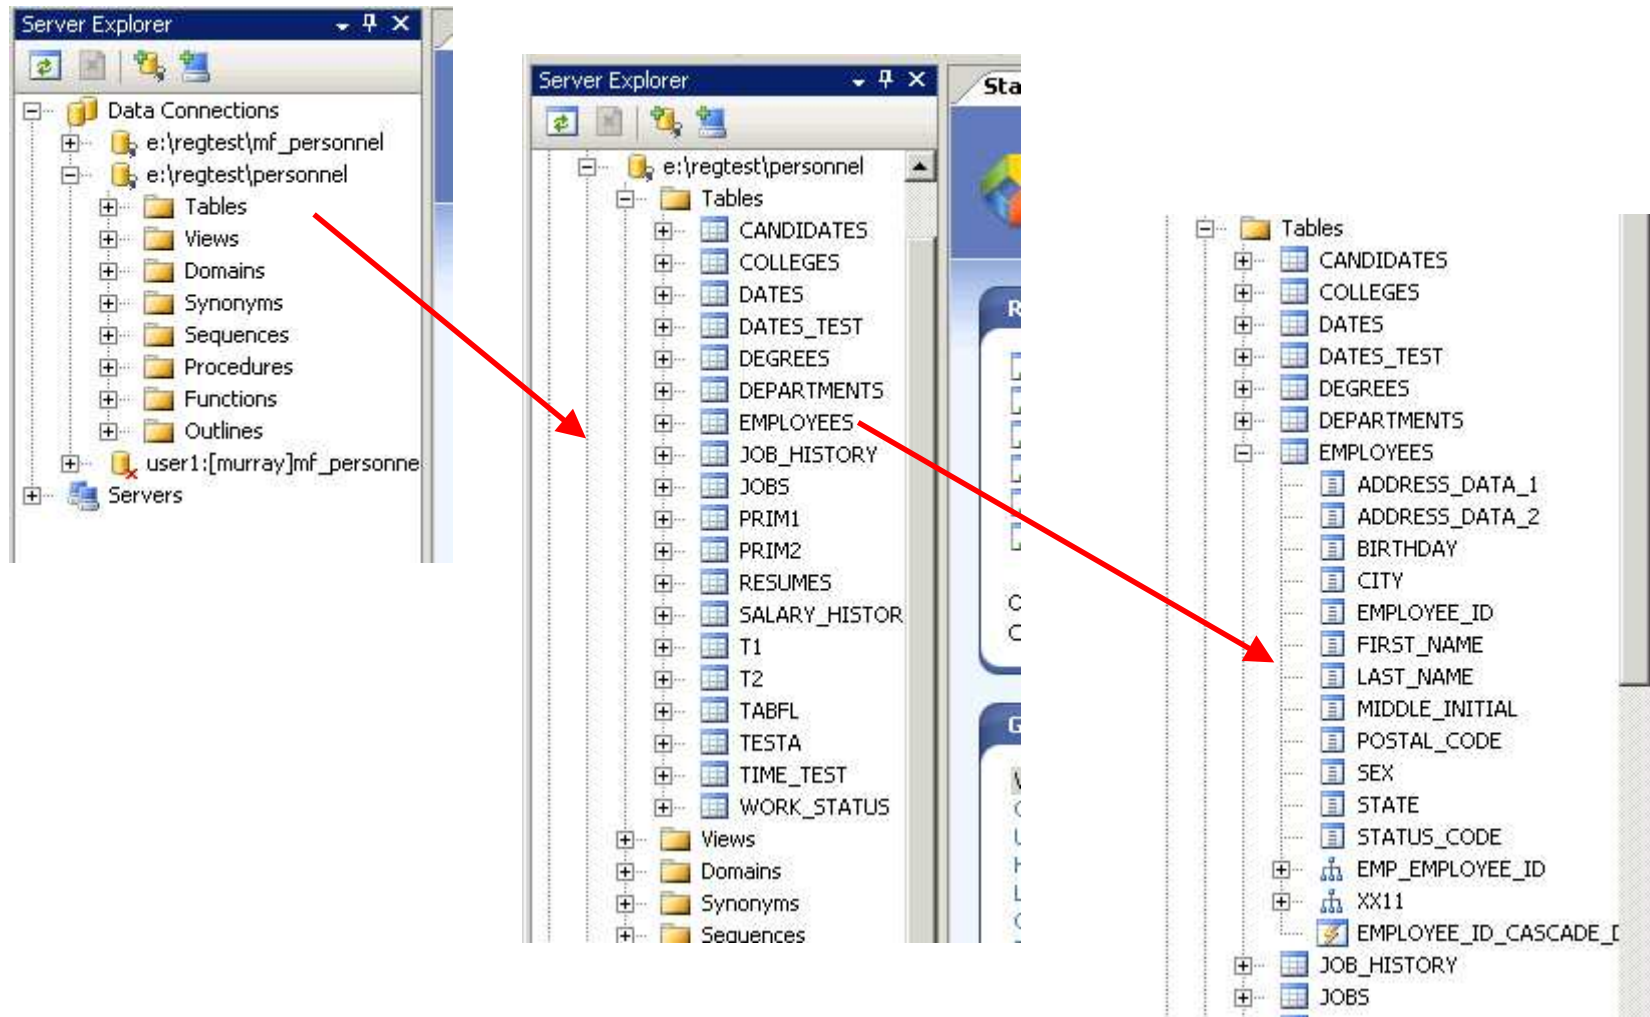 Server Explorer
Data Connections
e:\regtest\mf_personnel
e:\regtest\personnel
Tables
Views
Domains
Synonyms
Sequences
Procedures
Functions
Outlines
user1:[murray]mf_personne
Servers
Server Explorer
Sta
e:\regtest\personnel
Tables
CANDIDATES
COLLEGES
DATES
DATES_TEST
DEGREES
DEPARTMENTS
EMPLOYEES
JOB_HISTORY
JOBS
PRIM1
PRIM2
RESUMES
SALARY_HISTOR
T1
T2
TABFL
TESTA
TIME_TEST
WORK_STATUS
Views
Domains
Synonyms
Sequences
Tables
CANDIDATES
COLLEGES
DATES
DATES_TEST
DEGREES
DEPARTMENTS
EMPLOYEES
ADDRESS_DATA_1
ADDRESS_DATA_2
BIRTHDAY
CITY
EMPLOYEE_ID
FIRST_NAME
LAST_NAME
MIDDLE_INITIAL
POSTAL_CODE
SEX
STATE
STATUS_CODE
EMP_EMPLOYEE_ID
XX11
EMPLOYEE_ID_CASCADE_D
JOB_HISTORY
JOBS